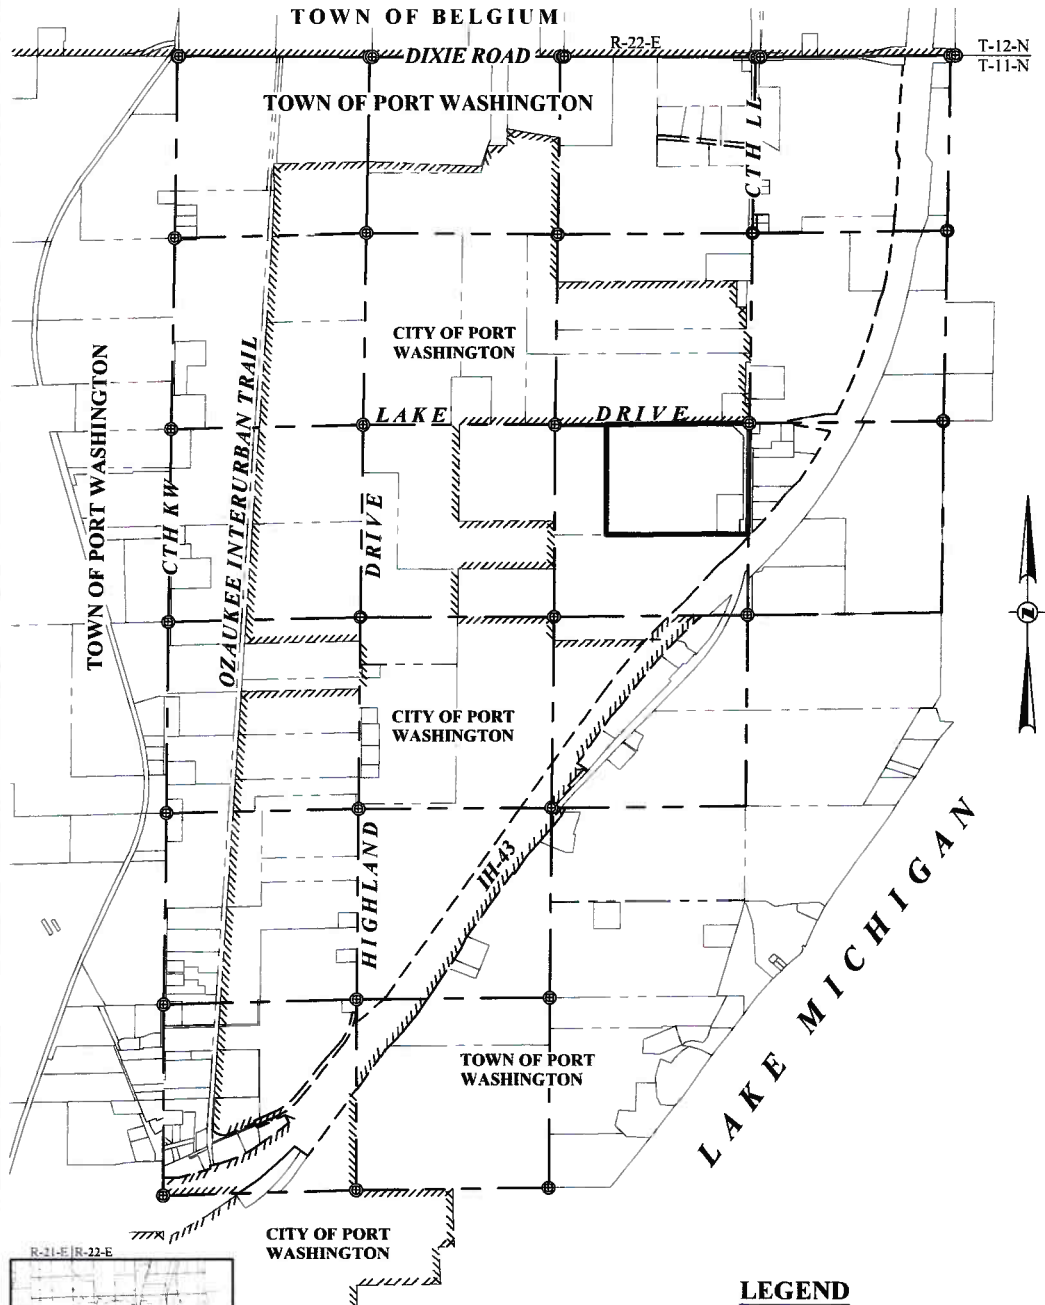 TOWN OF BELGIUM
R-22-E
T-12-N
DIXIE ROAD
T-11-N
TOWN OF PORT WASHINGTON
CTH LL
CITY OF PORT
WASHINGTON
TOWN OF PORT WASHINGTON
OZAUKEE INTERURBAN TRAIL
LAKE DRIVE
CTH KW
DRIVE
N
CITY OF PORT
WASHINGTON
IH-43
HIGHLAND
LAKE MICHIGAN
TOWN OF PORT
WASHINGTON
CITY OF PORT
WASHINGTON
R-21-E R-22-E
LEGEND